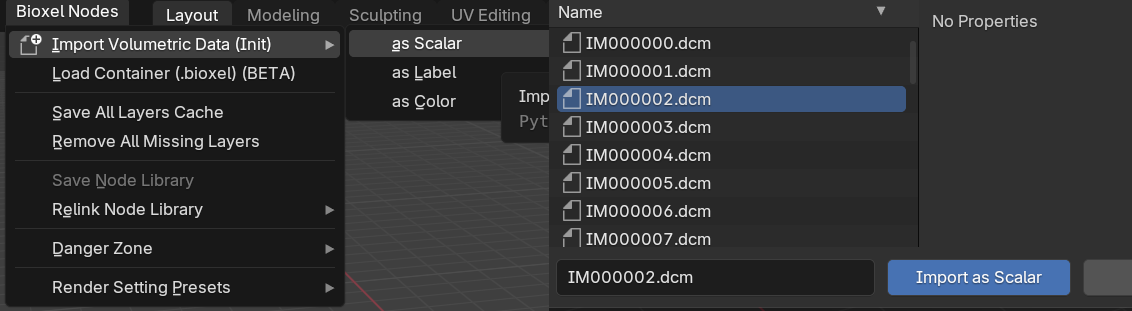 Bioxel Nodes
Layout
Modeling
Sculpting
UV Editing
Import Volumetric Data (Init)
Load Container (.bioxel) (BETA)
Save All Layers Cache
Remove All Missing Layers
Save Node Library
Relink Node Library
Danger Zone
Render Setting Presets
as Scalar
as Label
as Color
Imp
Pyt
Name
IM000000.dcm
IM000001.dcm
IM000002.dcm
IM000003.dcm
IM000004.dcm
IM000005.dcm
IM000006.dcm
IM000007.dcm
IM000002.dcm
Import as Scalar
No Properties